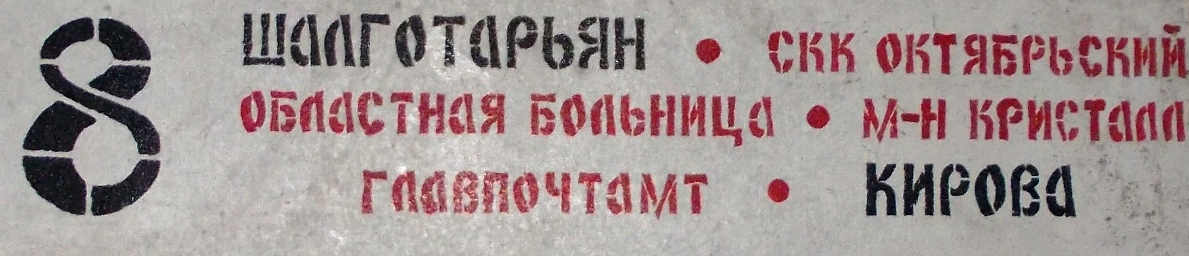 8
ШАЛГОТАРЬЯН • СКК ОКТЯБРЬСКИЙ
ОБЛАСТНАЯ БОЛЬНИЦА • М-Н КРИСТАЛЛ
ГЛАВПОЧТАМТ • КИРОВА